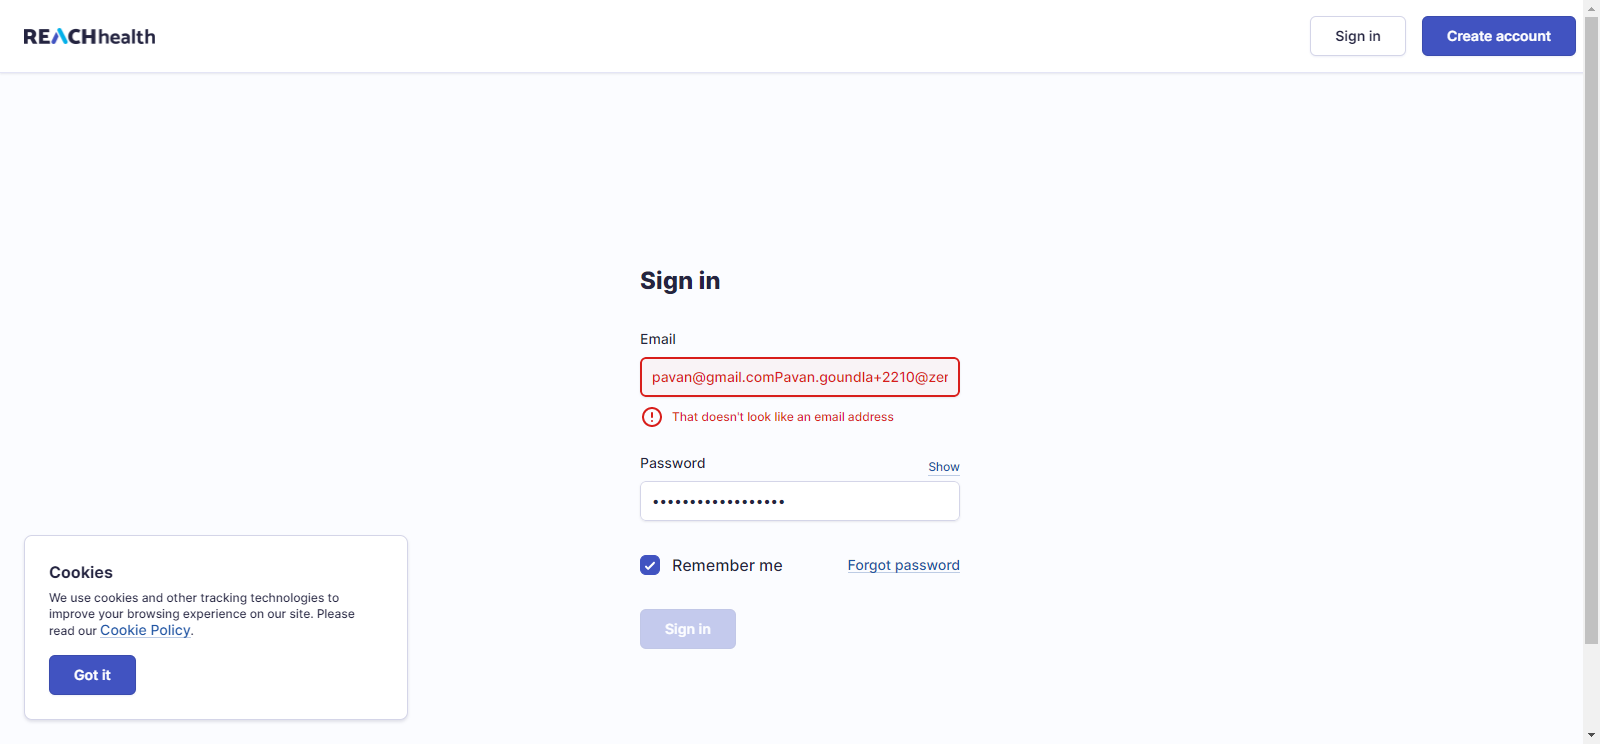 REACHhealth
Sign in
Create account
Sign in
Email
pavan@gmail.comPavan.goundla+2210@zer
That doesn't look like an email address
Password
Show
••••••••••••••••••
Remember me
Forgot password
Sign in
Cookies
We use cookies and other tracking technologies to
improve your browsing experience on our site. Please
read our Cookie Policy.
Got it